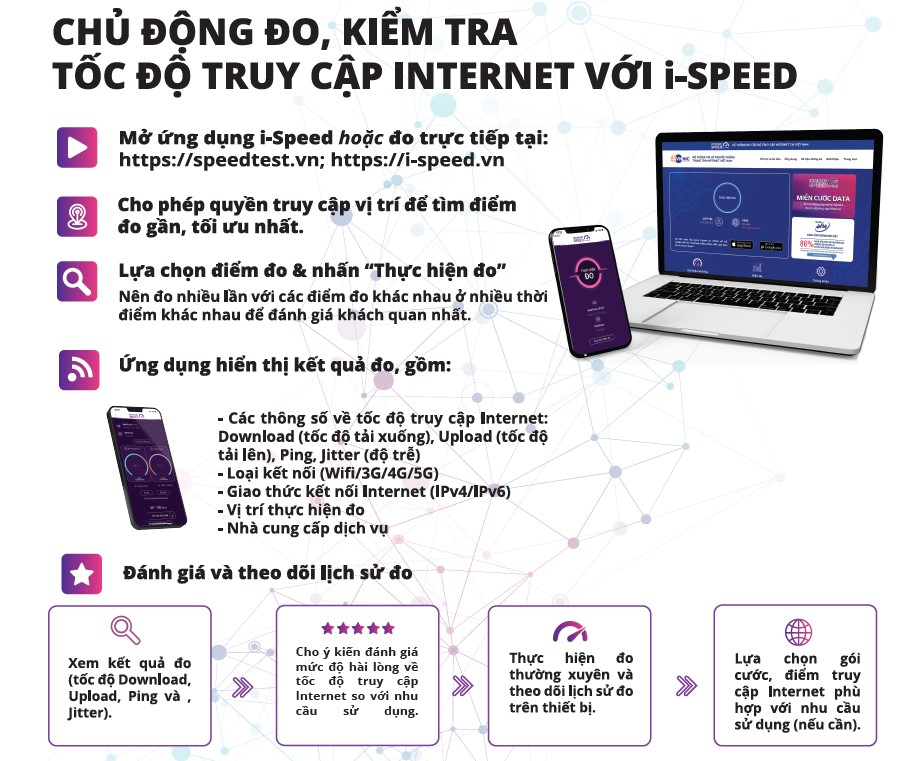 CHỦ ĐỘNG ĐO, KIỂM TRA
TỐC ĐỘ TRUY CẬP INTERNET VỚI i-SPEED
Mở ứng dụng i-Speed hoặc đo trực tiếp tại:
https://speedtest.vn; https://i-speed.vn
Cho phép quyền truy cập vị trí để tìm điểm
đo gần, tối ưu nhất.
Lựa chọn điểm đo & nhấn “Thực hiện đo”
Nên đo nhiều lần với các điểm đo khác nhau ở nhiều thời
điểm khác nhau để đánh giá khách quan nhất.
MIỄN CƯỚC DATA
86%
THỰC HIỆN
ĐO
Ứng dụng hiển thị kết quả đo, gồm:
- Các thông số về tốc độ truy cập Internet:
Download (tốc độ tải xuống), Upload (tốc độ
tải lên), Ping, Jitter (độ trễ)
- Loại kết nối (Wifi/3G/4G/5G)
- Giao thức kết nối Internet (IPv4/IPv6)
- Vị trí thực hiện đo
- Nhà cung cấp dịch vụ
Đánh giá và theo dõi lịch sử đo
Xem kết quả đo
(tốc độ Download,
Upload, Ping và ,
Jitter).
Cho ý kiến đánh giá
mức độ hài lòng về
tốc độ truy cập
Internet so với nhu
cầu sử dụng.
Thực hiện đo
thường xuyên và
theo dõi lịch sử đo
trên thiết bị.
Lựa chọn gói
cước, điểm truy
cập Internet phù
hợp với nhu cầu
sử dụng (nếu cần).